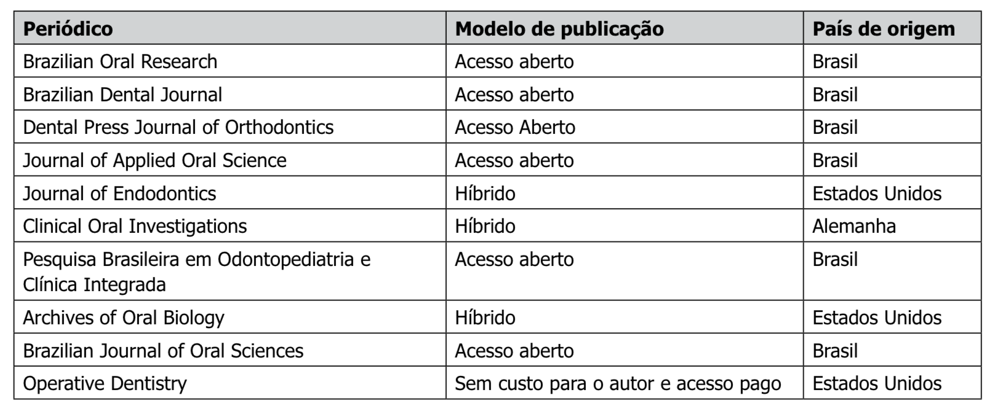 Periódico Modelo de publicação País de origem
Brazilian Oral Research Acesso aberto Brasil
Brazilian Dental Journal Acesso aberto Brasil
Dental Press Journal of Orthodontics Acesso Aberto Brasil
Journal of Applied Oral Science Acesso aberto Brasil
Journal of Endodontics Híbrido Estados Unidos
Clinical Oral Investigations Híbrido Alemanha
Pesquisa Brasileira em Odontopediatria e Acesso aberto Brasil
Clínica Integrada
Archives of Oral Biology Híbrido Estados Unidos
Brazilian Journal of Oral Sciences Acesso aberto Brasil
Operative Dentistry Sem custo para o autor e acesso pago Estados Unidos